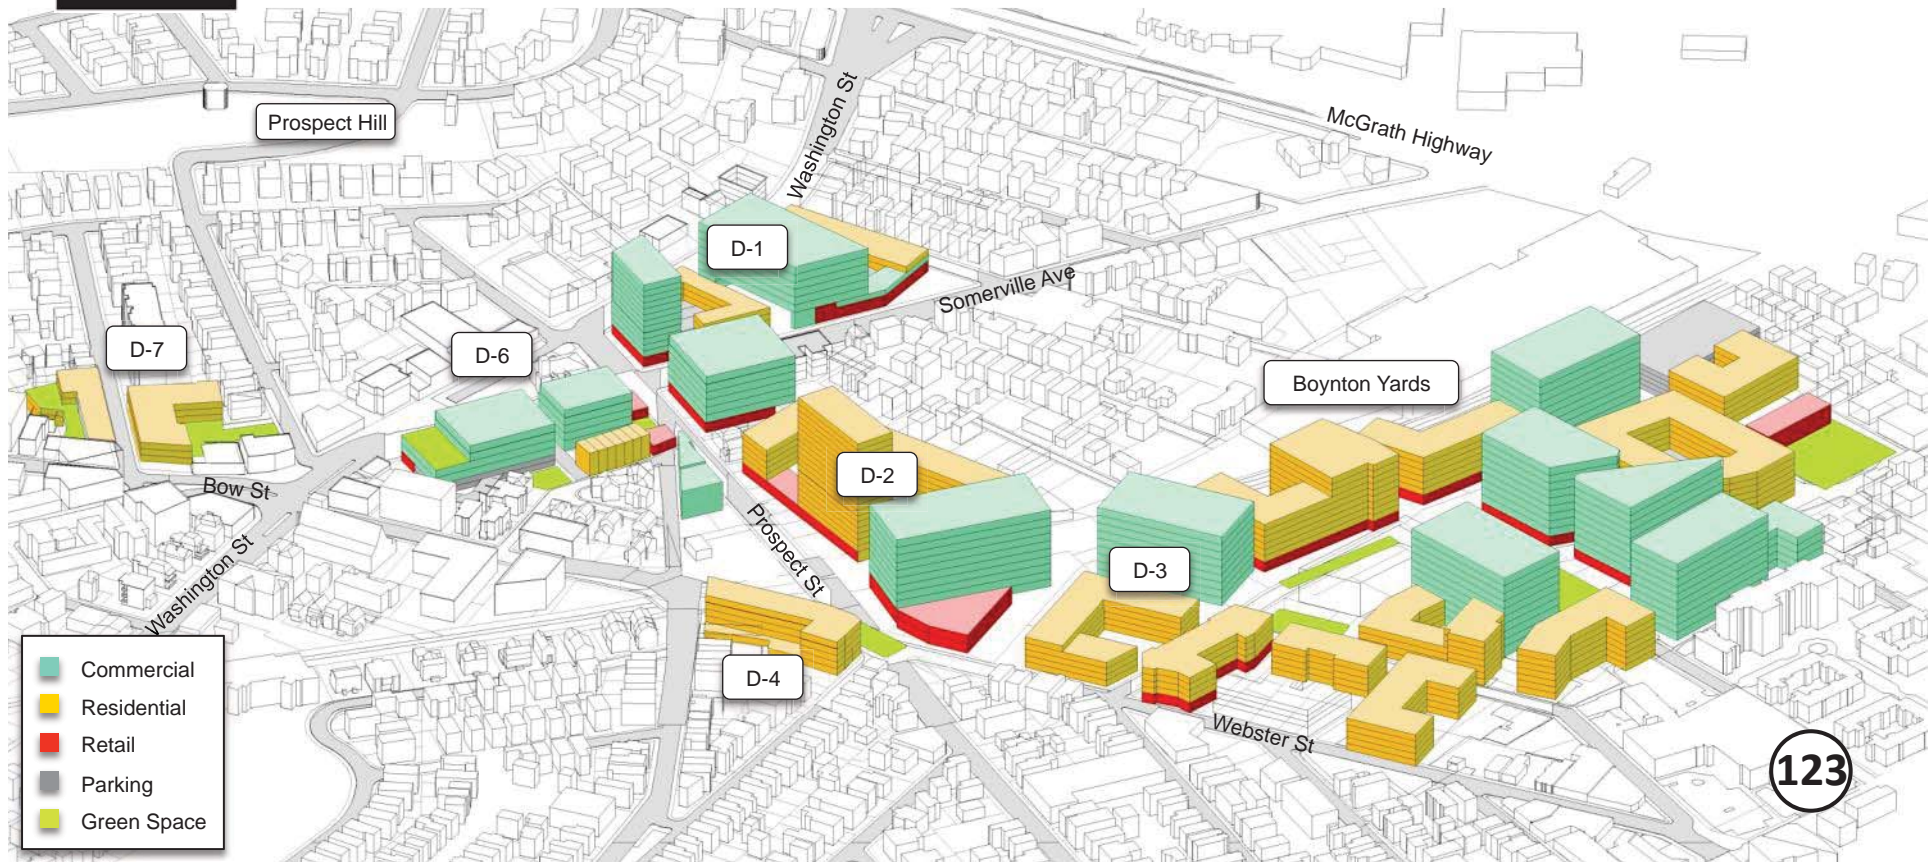 Washington St
McGrath Highway
Prospect Hill
D-1
Somerville Ave
D-7
D-6
Boynton Yards
D-2
Bow St
Prospect St
Washington St
D-3
D-4
Webster St
Commercial
Residential
Retail
Parking
Green Space
123